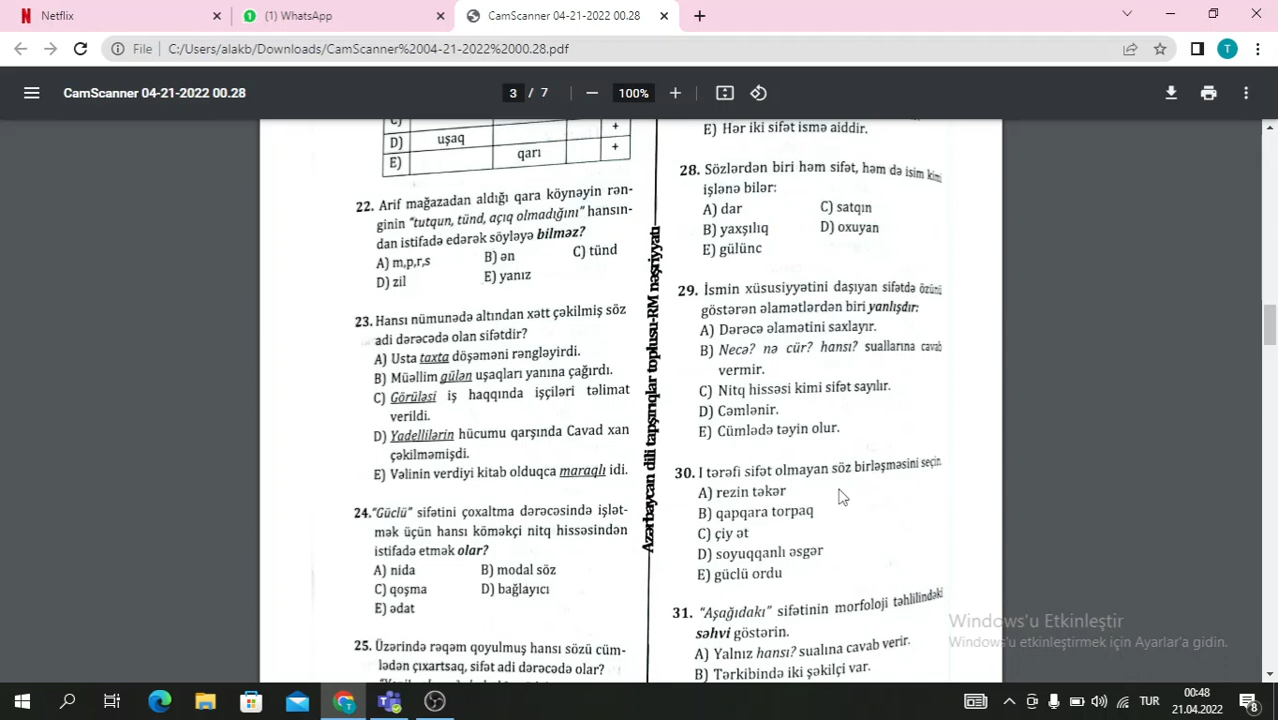 Netflix
(1) WhatsApp
CamScanner 04-21-2022 00.28
File
C:/Users/alakb/Downloads/CamScanner%2004-21-2022%2000.28.pdf
T
CamScanner 04-21-2022 00.28
3 / 7
100%
C)
+
D) uşaq
+
E) qarı
22. Arif mağazadan aldığı qara köynəyin rən-
ginin "tutqun, tünd, açıq olmadığını" hansın-
dan istifadə edərək söyləyə bilməz?
A) m,p,r,s
B) ən
C) tünd
D) zil
E) yanız
23. Hansı nümunədə altından xətt çəkilmiş söz
adi dərəcədə olan sifətdir?
A) Usta taxta döşəməni rəngləyirdi.
B) Müəllim gülən uşaqları yanına çağırdı.
C) Görüləsi iş haqqında işçiləri təlimat
verildi.
D) Yadellilərin hücumu qarşında Cavad xan
çəkilməmişdi.
E) Vəlinin verdiyi kitab olduqca maraqlı idi.
24. "Güclü" sifətini çoxaltma dərəcəsində işlət-
mək üçün hansı köməkçi nitq hissəsindən
istifadə etmək olar?
A) nida
B) modal söz
C) qoşma
D) bağlayıcı
E) ədat
25. Üzərində rəqəm qoyulmuş hansı sözü cüm-
lədən çıxartsaq, sifət adi dərəcədə olar?
Azərbaycan dili tapşırıqlar toplusu-RM nəşriyyatı
E) Hər iki sifət ismə aiddir.
28. Sözlərdən biri həm sifət, həm də isim kimi
işlənə bilər:
A) dar
C) satqın
B) yaxşılıq
D) oxuyan
E) gülünc
29. İsmin xüsusiyyətini daşıyan sifətdə özünü
göstərən əlamətlərdən biri yanlışdır:
A) Dərəcə əlamətini saxlayır.
B) Necə? nə cür? hansı? suallarına cavab
vermir.
C) Nitq hissəsi kimi sifət sayılır.
D) Cəmlənir.
E) Cümlədə təyin olur.
30. I tərəfi sifət olmayan söz birləşməsini seçin.
A) rezin təkər
B) qapqara torpaq
C) çiy ət
D) soyuqqanlı əsgər
E) güclü ordu
31. "Aşağıdakı" sifətinin morfoloji təhlilindəki
səhvi göstərin.
A) Yalnız hansı? sualına cavab verir.
B) Tərkibində iki şəkilçi var.
Windows'u Etkinleştir
Windows'u etkinleştirmek için Ayarlar'a gidin.
TUR
00:48
21.04.2022
8